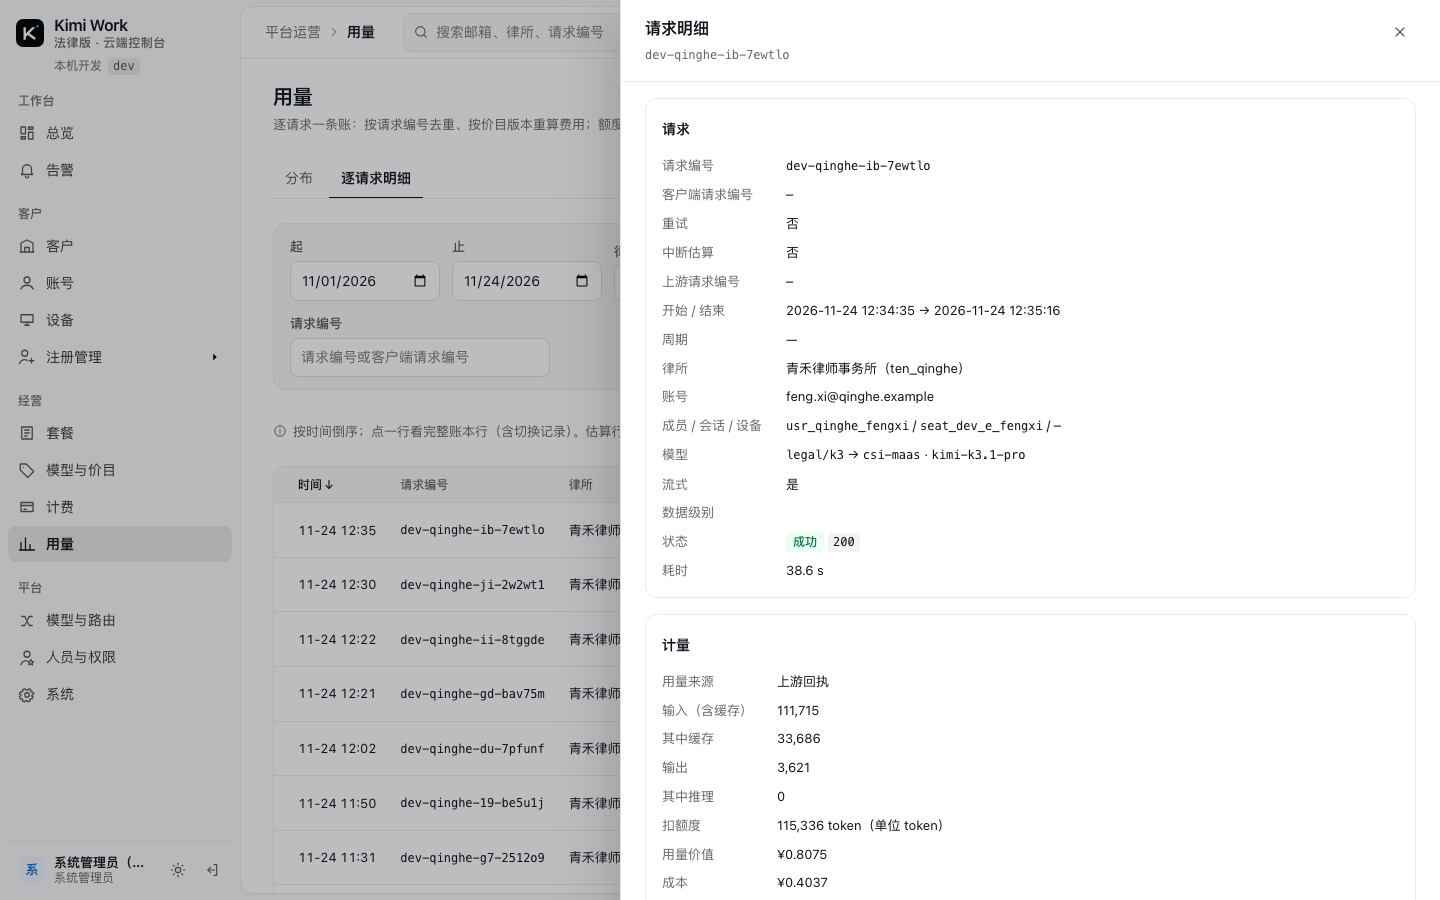 Kimi Work
法律版 · 云端控制台
本机开发 dev
工作台
总览
告警
客户
客户
账号
设备
注册管理
经营
套餐
模型与价目
计费
用量
平台
模型与路由
人员与权限
系统
系 系统管理员（...
系统管理员
平台运营 > 用量
搜索邮箱、律所、请求编号
用量
逐请求一条账：按请求编号去重、按价目版本重算费用；额度
分布 逐请求明细
起 止
11/01/2026 11/24/2026
请求编号
请求编号或客户端请求编号
按时间倒序；点一行看完整账本行（含切换记录）。估算行
时间↓ 请求编号 律所
11-24 12:35 dev-qinghe-ib-7ewtlo 青禾律师
11-24 12:30 dev-qinghe-ji-2w2wt1 青禾律师
11-24 12:22 dev-qinghe-ii-8tggde 青禾律师
11-24 12:21 dev-qinghe-gd-bav75m 青禾律师
11-24 12:02 dev-qinghe-du-7pfunf 青禾律师
11-24 11:50 dev-qinghe-19-be5u1j 青禾律师
11-24 11:31 dev-qinghe-g7-2512o9 青禾律师
请求明细
dev-qinghe-ib-7ewtlo
请求
请求编号 dev-qinghe-ib-7ewtlo
客户端请求编号 –
重试 否
中断估算 否
上游请求编号 –
开始 / 结束 2026-11-24 12:34:35 → 2026-11-24 12:35:16
周期 —
律所 青禾律师事务所（ten_qinghe）
账号 feng.xi@qinghe.example
成员 / 会话 / 设备 usr_qinghe_fengxi / seat_dev_e_fengxi / –
模型 legal/k3 → csi-maas · kimi-k3.1-pro
流式 是
数据级别
状态 成功 200
耗时 38.6 s
计量
用量来源 上游回执
输入（含缓存） 111,715
其中缓存 33,686
输出 3,621
其中推理 0
扣额度 115,336 token（单位 token）
用量价值 ¥0.8075
成本 ¥0.4037